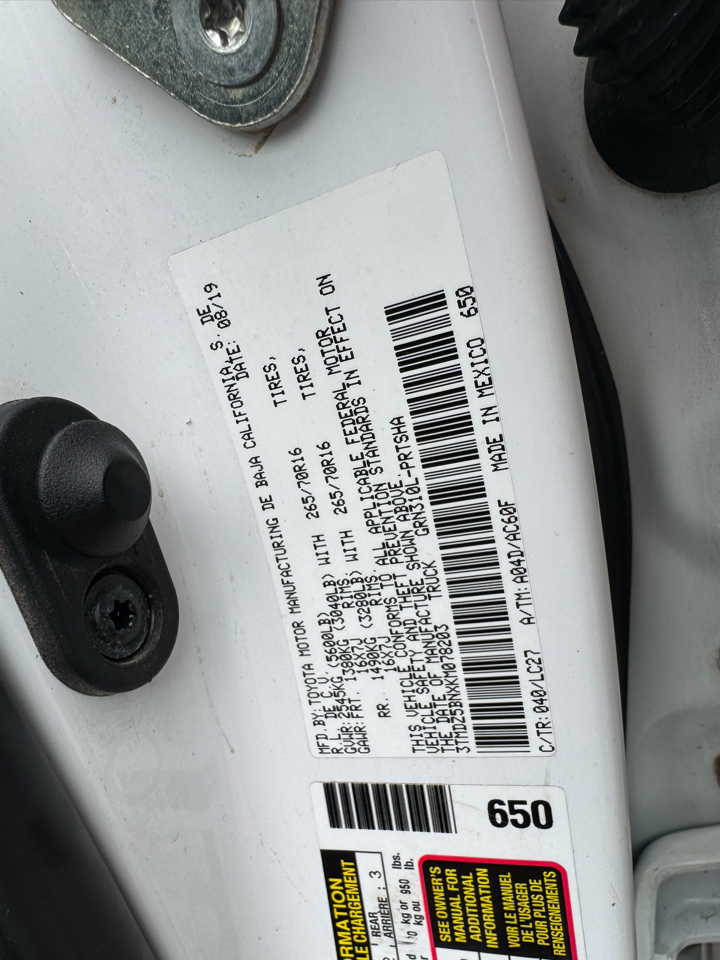 MFD. BY: TOYOTA MOTOR MANUFACTURING DE BAJA CALIFORNIA, S. DE
R.L. DE C.V. DATE: 08/19
GVWR: 2545KG (5600LB)
GAWR: FRT. 1380KG (3040LB) WITH 265/70R16 TIRES,
16X7J RIMS;
RR. 1490KG (3280LB) WITH 265/70R16 TIRES,
16X7J RIMS.
THIS VEHICLE CONFORMS TO ALL APPLICABLE FEDERAL MOTOR
VEHICLE SAFETY AND THEFT PREVENTION STANDARDS IN EFFECT ON
THE DATE OF MANUFACTURE SHOWN ABOVE.
3TMDZ5BNXKM078203 TRUCK GRN310L-PRTSHA
C/TR: 040/LC27 A/TM: A04D/AC60F MADE IN MEXICO 650
650
REAR
ARRIÈRE : 3
kg or 950 lbs.
kg ou lb.
SEE OWNER'S
MANUAL FOR
ADDITIONAL
INFORMATION
VOIR LE MANUEL
DE L'USAGER
POUR PLUS DE
RENSEIGNEMENTS